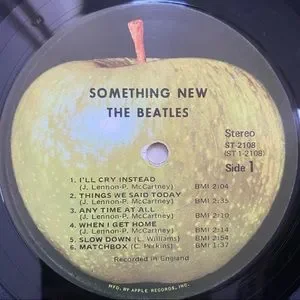 SOMETHING NEW
THE BEATLES
Stereo
ST-2108
(ST 1-2108)
Side 1
1. I'LL CRY INSTEAD
(J. Lennon-P. McCartney) BMI 2:04
2. THINGS WE SAID TODAY
(J. Lennon-P. McCartney) BMI 2:35
3. ANY TIME AT ALL
(J. Lennon-P. McCartney) BMI 2:10
4. WHEN I GET HOME
(J. Lennon-P. McCartney) BMI 2:14
5. SLOW DOWN (L. Williams) BMI 2:54
6. MATCHBOX (C. Perkins) BMI 1:37
Recorded in England
MFD. BY APPLE RECORDS, INC.